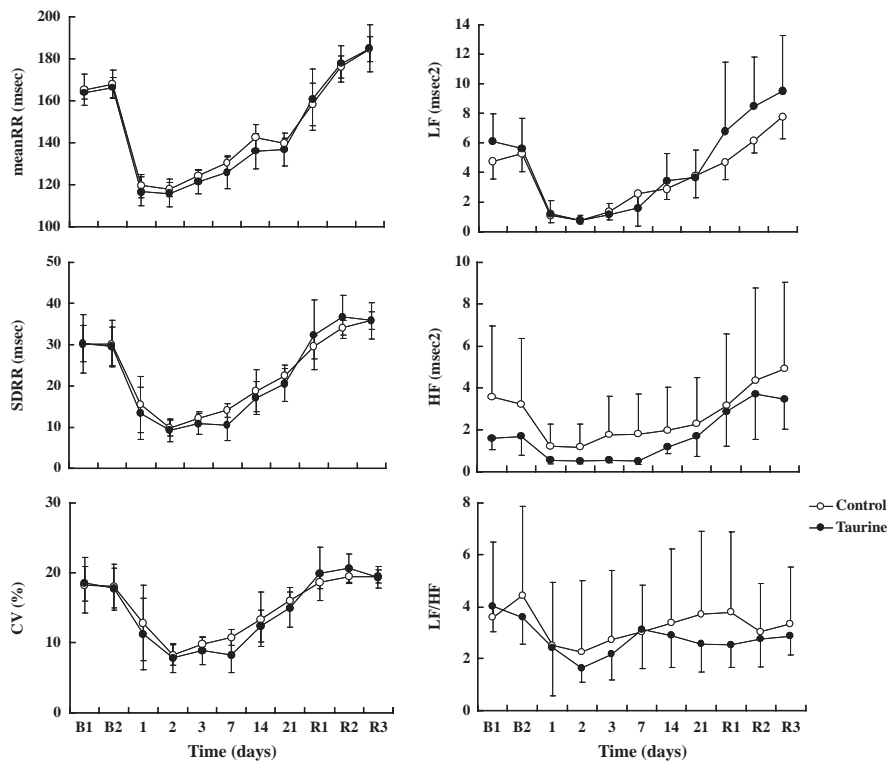 200
180
160
140
120
100
meanRR (msec)
14
12
10
8
6
4
2
0
LF (msec2)
50
40
30
20
10
0
SDRR (msec)
10
8
6
4
2
0
HF (msec2)
30
20
10
0
CV (%)
B1 B2 1 2 3 7 14 21 R1 R2 R3
Time (days)
8
6
4
2
0
LF/HF
B1 B2 1 2 3 7 14 21 R1 R2 R3
Time (days)
Control
Taurine